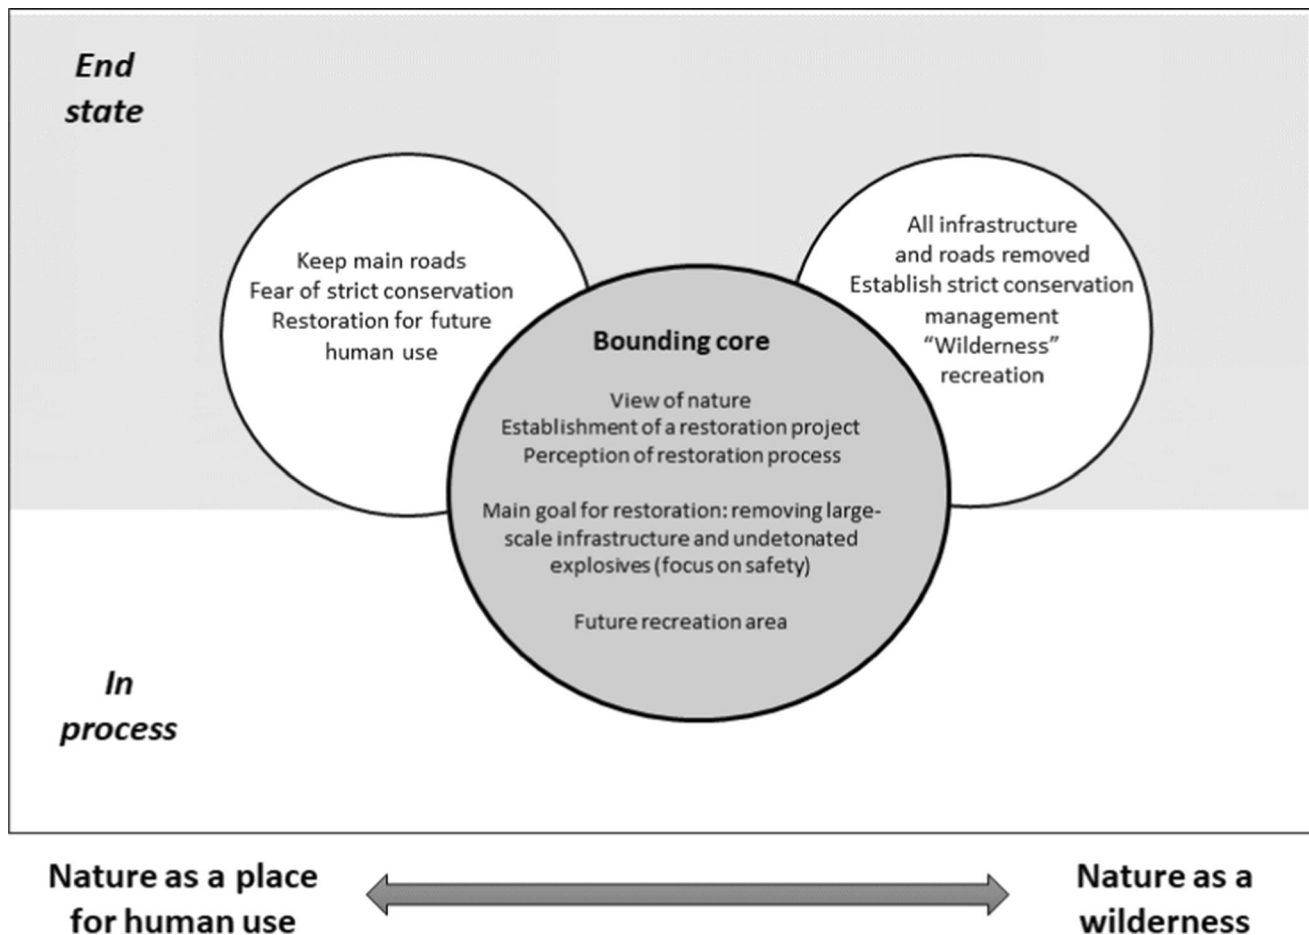 End
state
Keep main roads
Fear of strict conservation
Restoration for future
human use
All infrastructure
and roads removed
Establish strict conservation
management
“Wilderness”
recreation
Bounding core
View of nature
Establishment of a restoration project
Perception of restoration process
Main goal for restoration: removing large-
scale infrastructure and undetonated
explosives (focus on safety)
Future recreation area
In
process
Nature as a place
for human use
Nature as a
wilderness